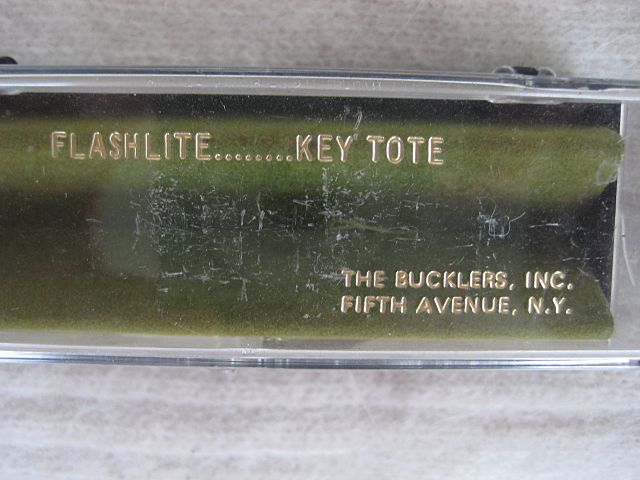 FLASHLITE........KEY TOTE
THE BUCKLERS, INC.
FIFTH AVENUE, N.Y.